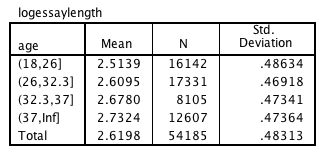 logessaylength
age Mean N Std. Deviation
(18,26] 2.5139 16142 .48634
(26,32.3] 2.6095 17331 .46918
(32.3,37] 2.6780 8105 .47341
(37,Inf] 2.7324 12607 .47364
Total 2.6198 54185 .48313